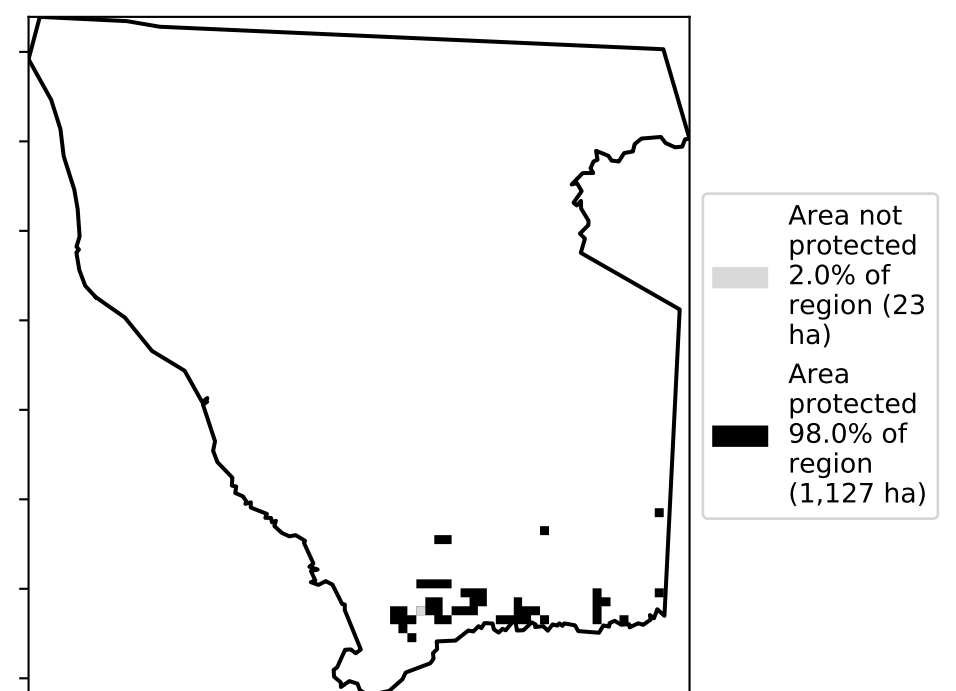 Area not
protected
2.0% of
region (23
ha)
Area
protected
98.0% of
region
(1,127 ha)